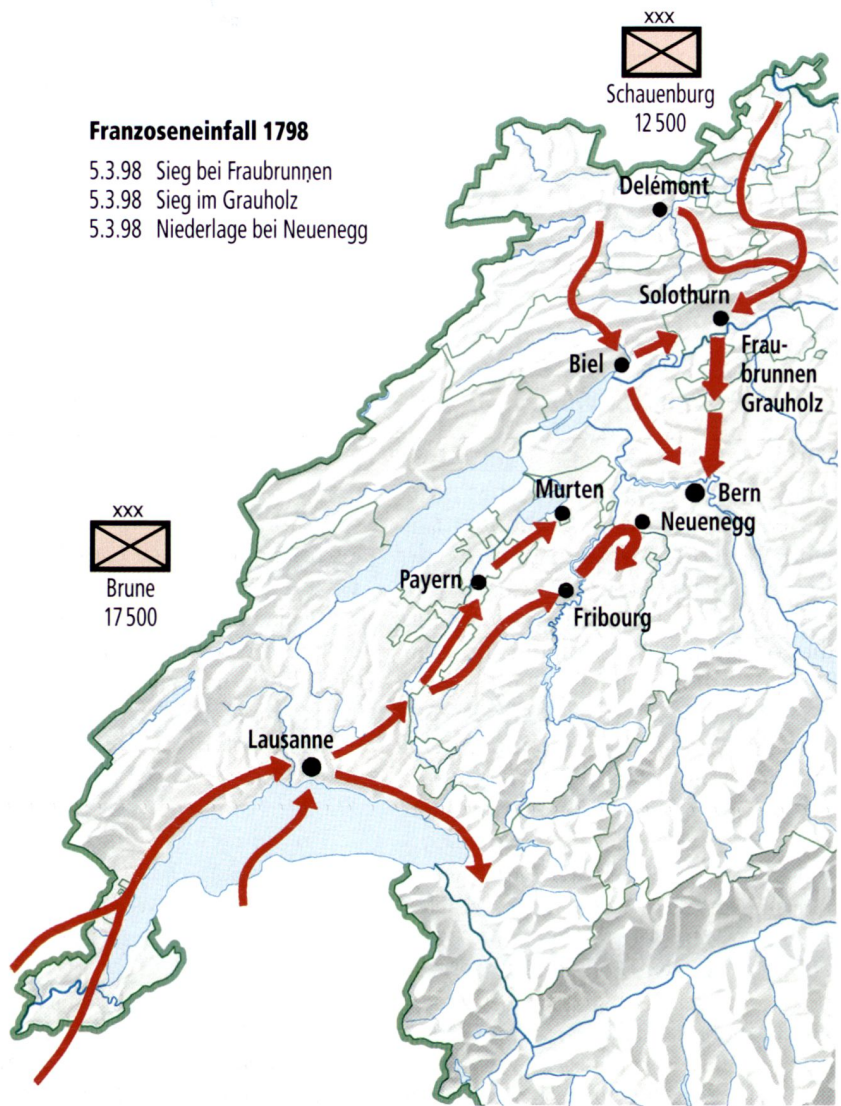 xxx
Schauenburg
12 500
Franzoseneinfall 1798
5.3.98 Sieg bei Fraubrunnen
5.3.98 Sieg im Grauholz
5.3.98 Niederlage bei Neuenegg
Delémont
Solothurn
Biel
Frau-
brunnen
Grauholz
Murten
Bern
Neuenegg
xxx
Brune
17 500
Payern
Fribourg
Lausanne